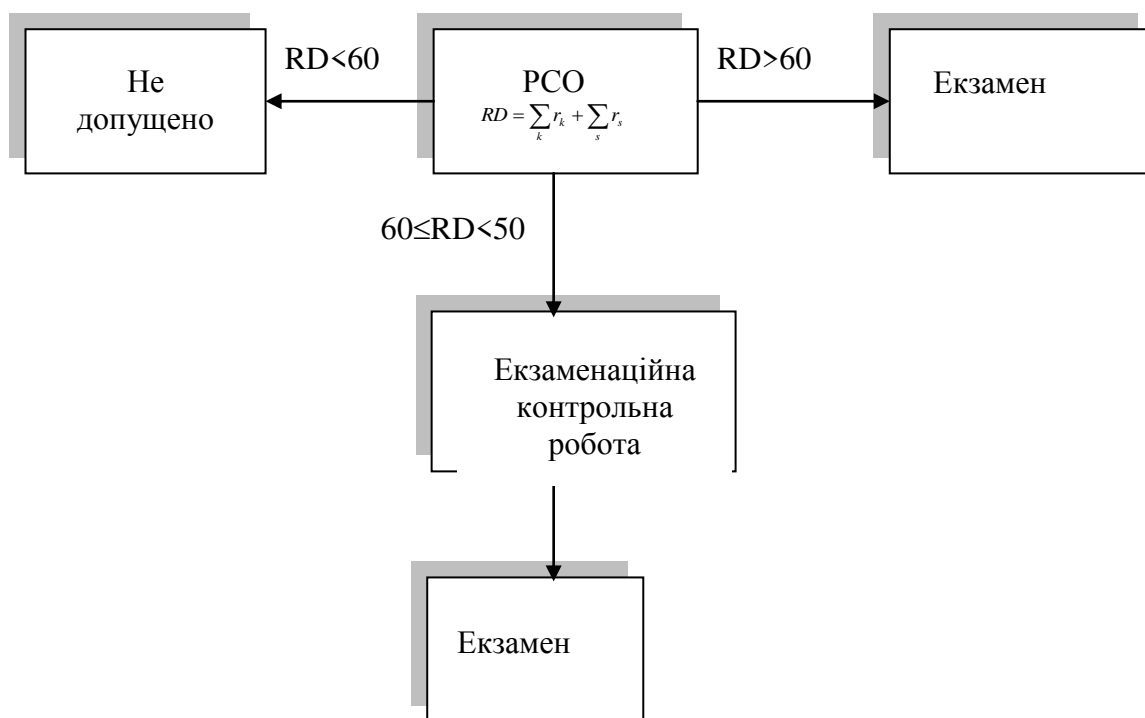 Не
допущено
RD<60
РСО
RD = ∑_k r_k + ∑_s r_s
RD>60
Екзамен
60≤RD<50
Екзаменаційна
контрольна
робота
Екзамен